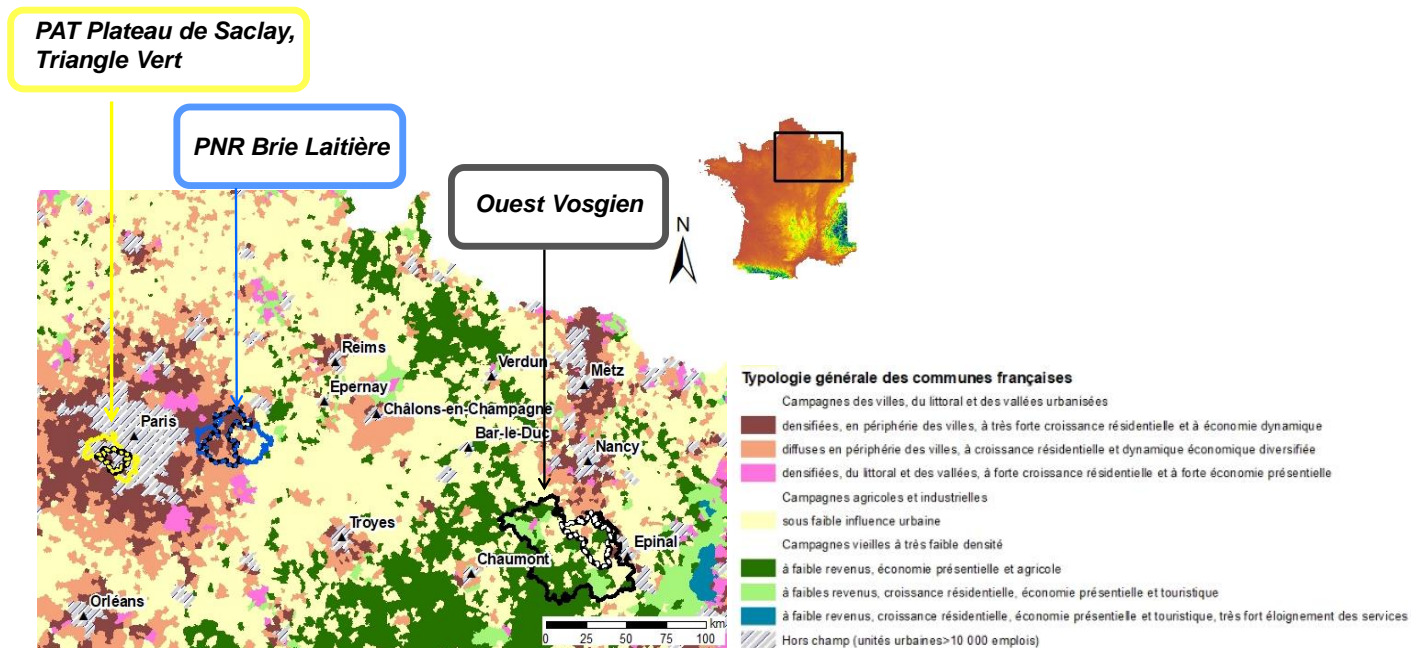 PAT Plateau de Saclay,
Triangle Vert
PNR Brie Laitière
Ouest Vosgien
N
Reims
Verdun
Metz
Epernay
Châlons-en-Champagne
Paris
Bar-le-Duc
Nancy
Troyes
Epinal
Chaumont
Orléans
km
0 25 50 75 100
Typologie générale des communes françaises
Campagnes des villes, du littoral et des vallées urbanisées
densifiées, en périphérie des villes, à très forte croissance résidentielle et à économie dynamique
diffuses en périphérie des villes, à croissance résidentielle et dynamique économique diversifiée
densifiées, du littoral et des vallées, à forte croissance résidentielle et à forte économie présentielle
Campagnes agricoles et industrielles
sous faible influence urbaine
Campagnes vieilles à très faible densité
à faible revenus, économie présentielle et agricole
à faibles revenus, croissance résidentielle, économie présentielle et touristique
à faible revenus, croissance résidentielle, économie présentielle et touristique, très fort éloignement des services
Hors champ (unités urbaines>10 000 emplois)